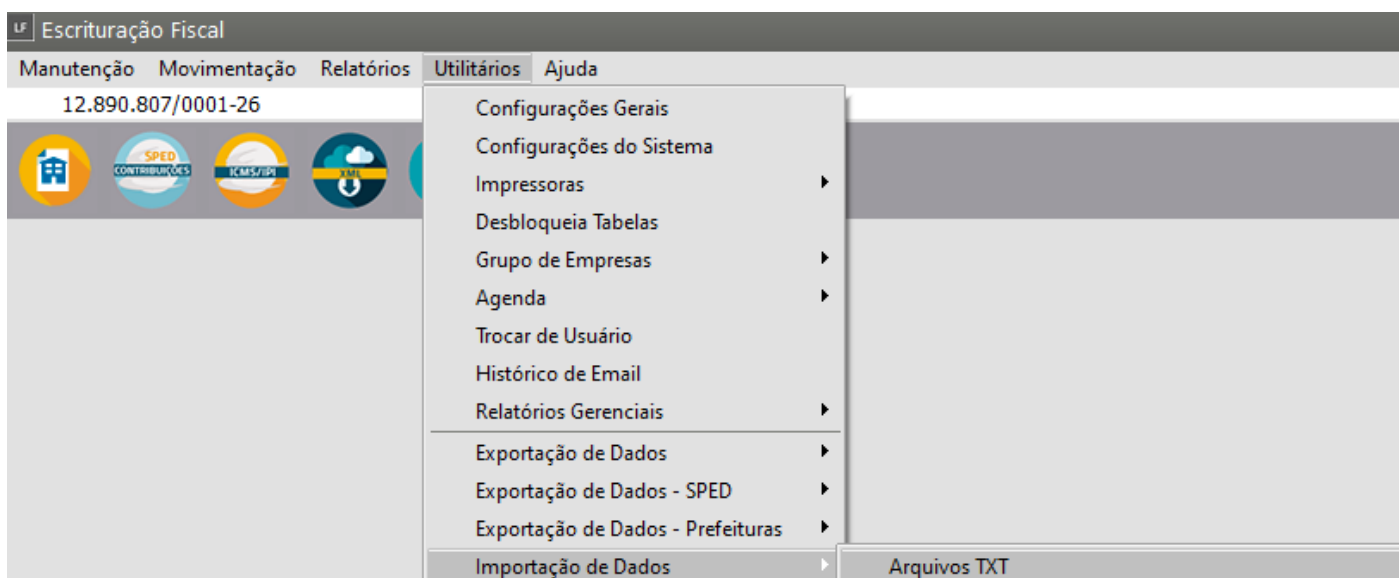 LF Escrituração Fiscal
Manutenção Movimentação Relatórios Utilitários Ajuda
12.890.807/0001-26
SPED
CONTRIBUIÇÕES
ICMS/IPI
XML
Configurações Gerais
Configurações do Sistema
Impressoras
Desbloqueia Tabelas
Grupo de Empresas
Agenda
Trocar de Usuário
Histórico de Email
Relatórios Gerenciais
Exportação de Dados
Exportação de Dados - SPED
Exportação de Dados - Prefeituras
Importação de Dados
Arquivos TXT